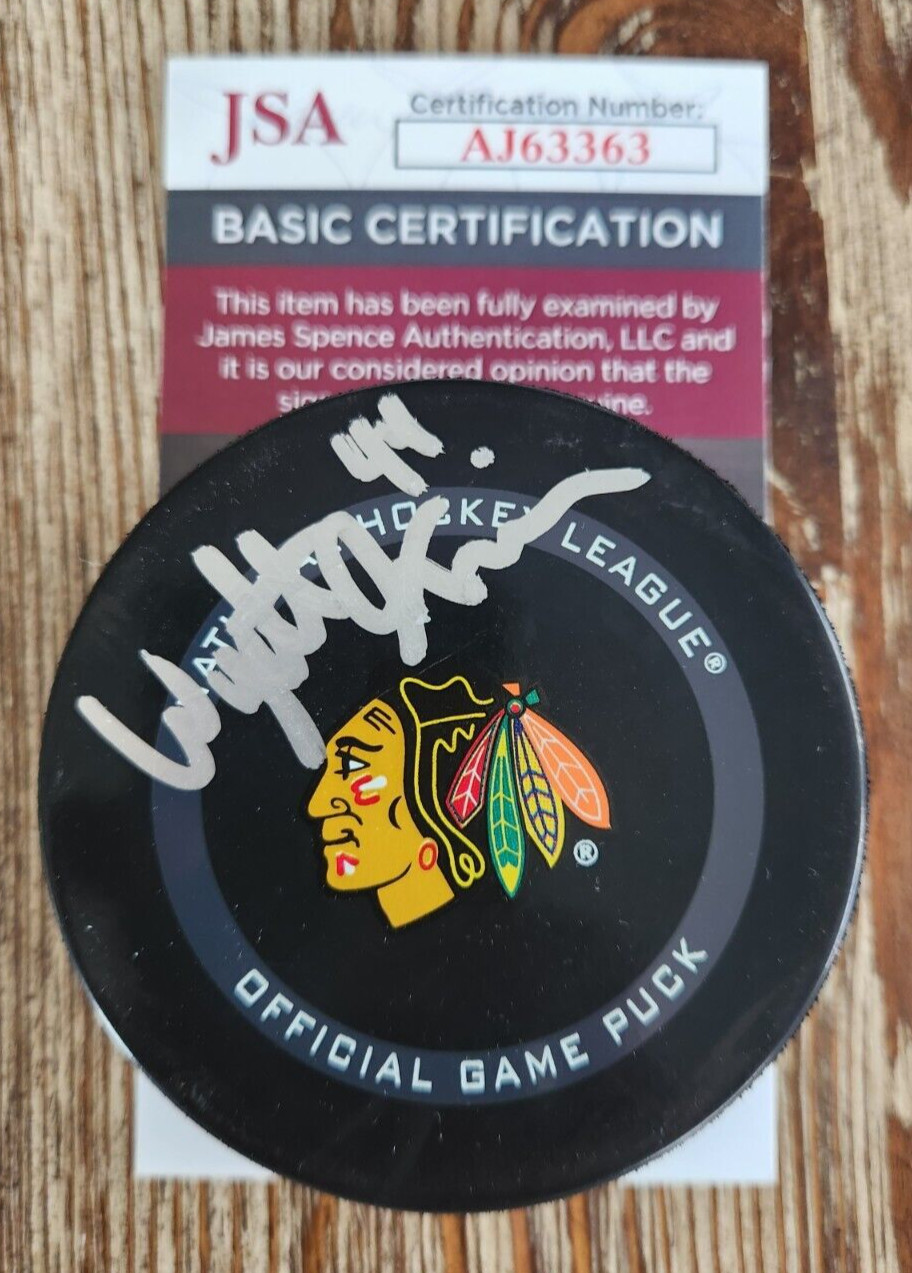 JSA
Certification Number:
AJ63363
BASIC CERTIFICATION
This item has been fully examined by
James Spence Authentication, LLC and
it is our considered opinion that the
HOCKEY LEAGUE®
®
OFFICIAL GAME PUCK